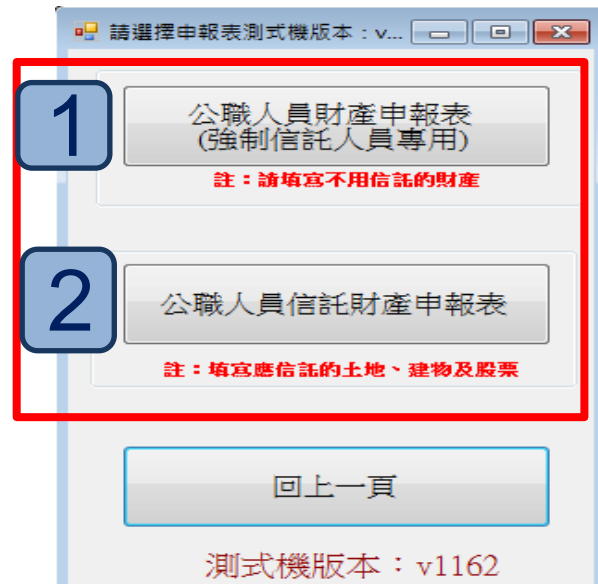 請選擇申報表測式機版本：v...
1
公職人員財產申報表
(強制信託人員專用)
註：請填寫不用信託的財產
2
公職人員信託財產申報表
註：填寫應信託的土地、建物及股票
回上一頁
測式機版本：v1162